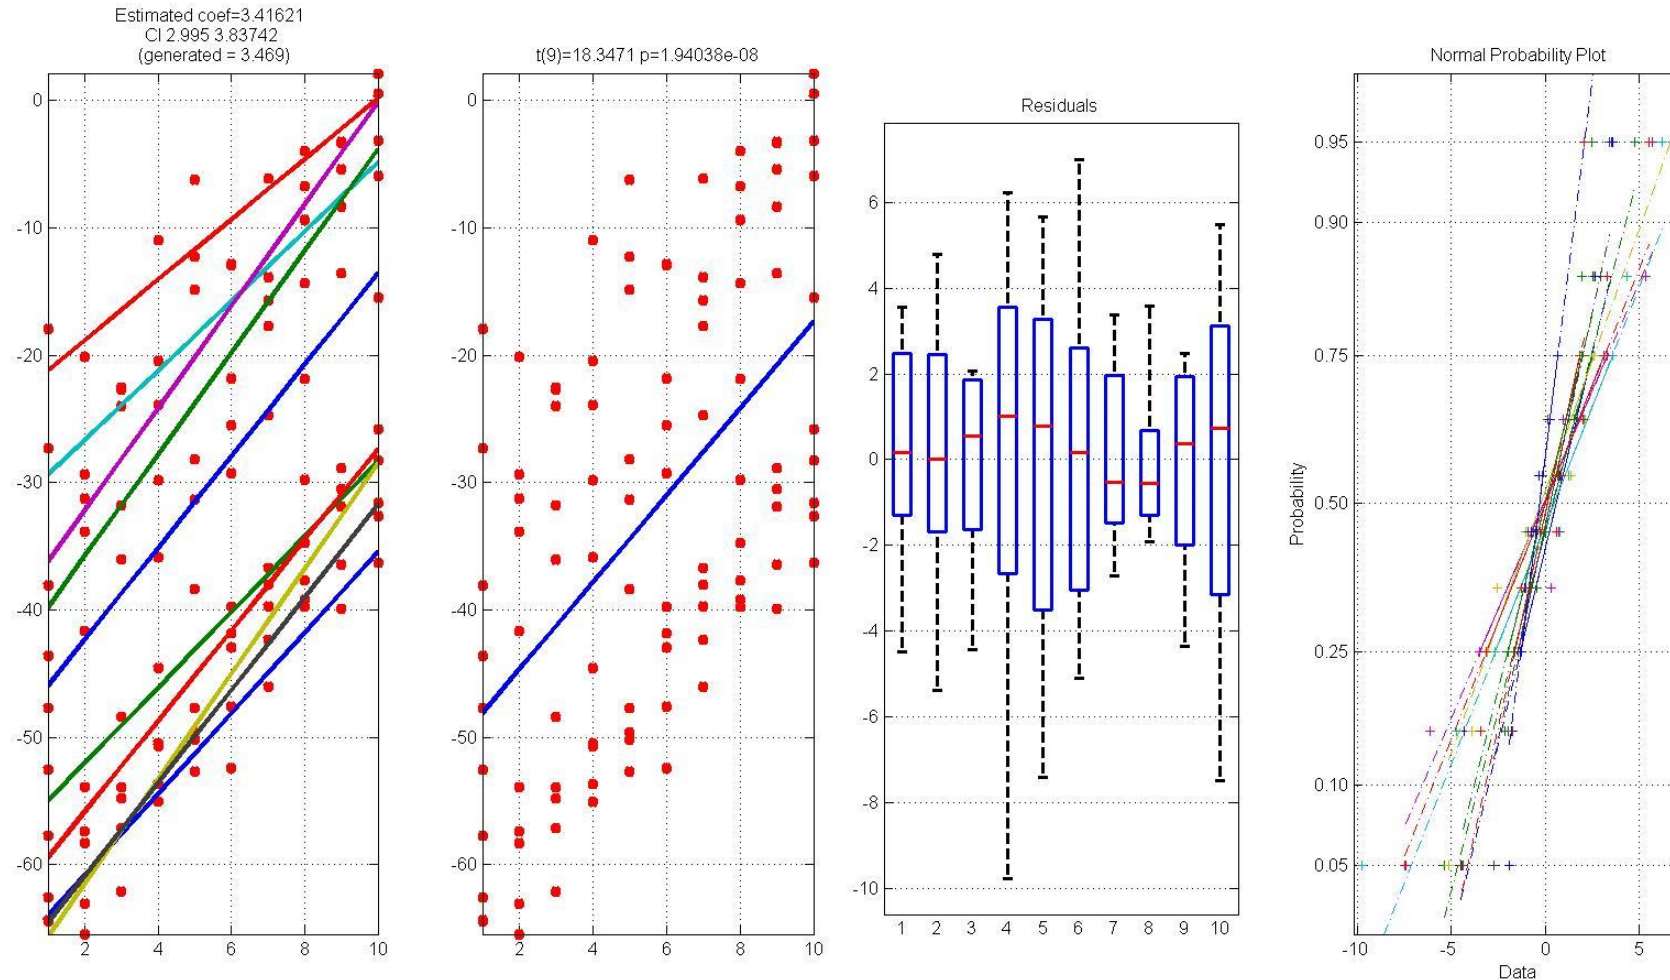 Estimated coef=3.41621
CI 2.995 3.83742
(generated = 3.469)
0
-10
-20
-30
-40
-50
-60
2 4 6 8 10
t(9)=18.3471 p=1.94038e-08
0
-10
-20
-30
-40
-50
-60
2 4 6 8 10
Residuals
6
4
2
0
-2
-4
-6
-8
-10
1 2 3 4 5 6 7 8 9 10
Normal Probability Plot
0.95
0.90
0.75
0.50
0.25
0.10
0.05
Probability
-10 -5 0 5
Data